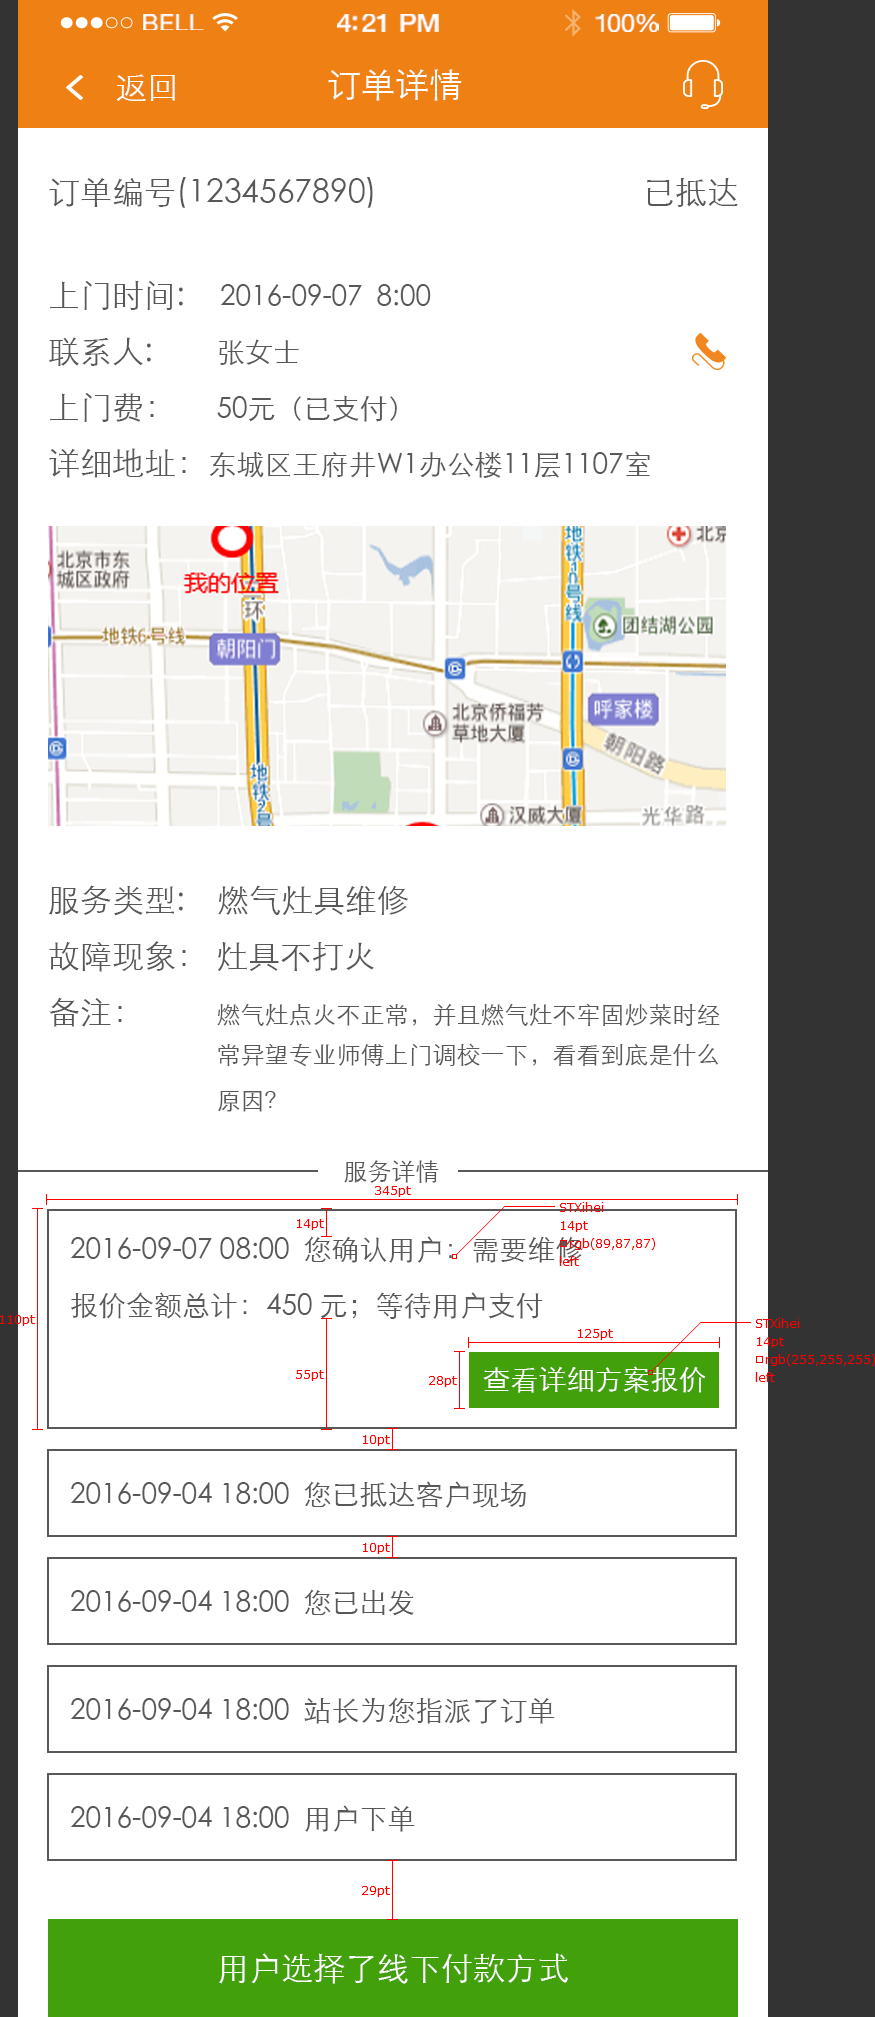 BELL 4:21 PM 100%
返回 订单详情
订单编号(1234567890) 已抵达
上门时间： 2016-09-07 8:00
联系人： 张女士
上门费： 50元（已支付）
详细地址： 东城区王府井W1办公楼11层1107室
北京市东
城区政府
我的位置
环
地铁6号线
朝阳门
地铁2号
地铁10号线
北京
团结湖公园
北京侨福芳
草地大厦
呼家楼
朝阳路
汉威大厦
光华路
服务类型： 燃气灶具维修
故障现象： 灶具不打火
备注： 燃气灶点火不正常，并且燃气灶不牢固炒菜时经
常异望专业师傅上门调校一下，看看到底是什么
原因？
服务详情
345pt
STXihei
14pt
rgb(89,87,87)
left
14pt
2016-09-07 08:00 您确认用户：需要维修
报价金额总计：450 元；等待用户支付
110pt
55pt
125pt
28pt
STXihei
14pt
rgb(255,255,255)
left
查看详细方案报价
10pt
2016-09-04 18:00 您已抵达客户现场
10pt
2016-09-04 18:00 您已出发
2016-09-04 18:00 站长为您指派了订单
2016-09-04 18:00 用户下单
29pt
用户选择了线下付款方式